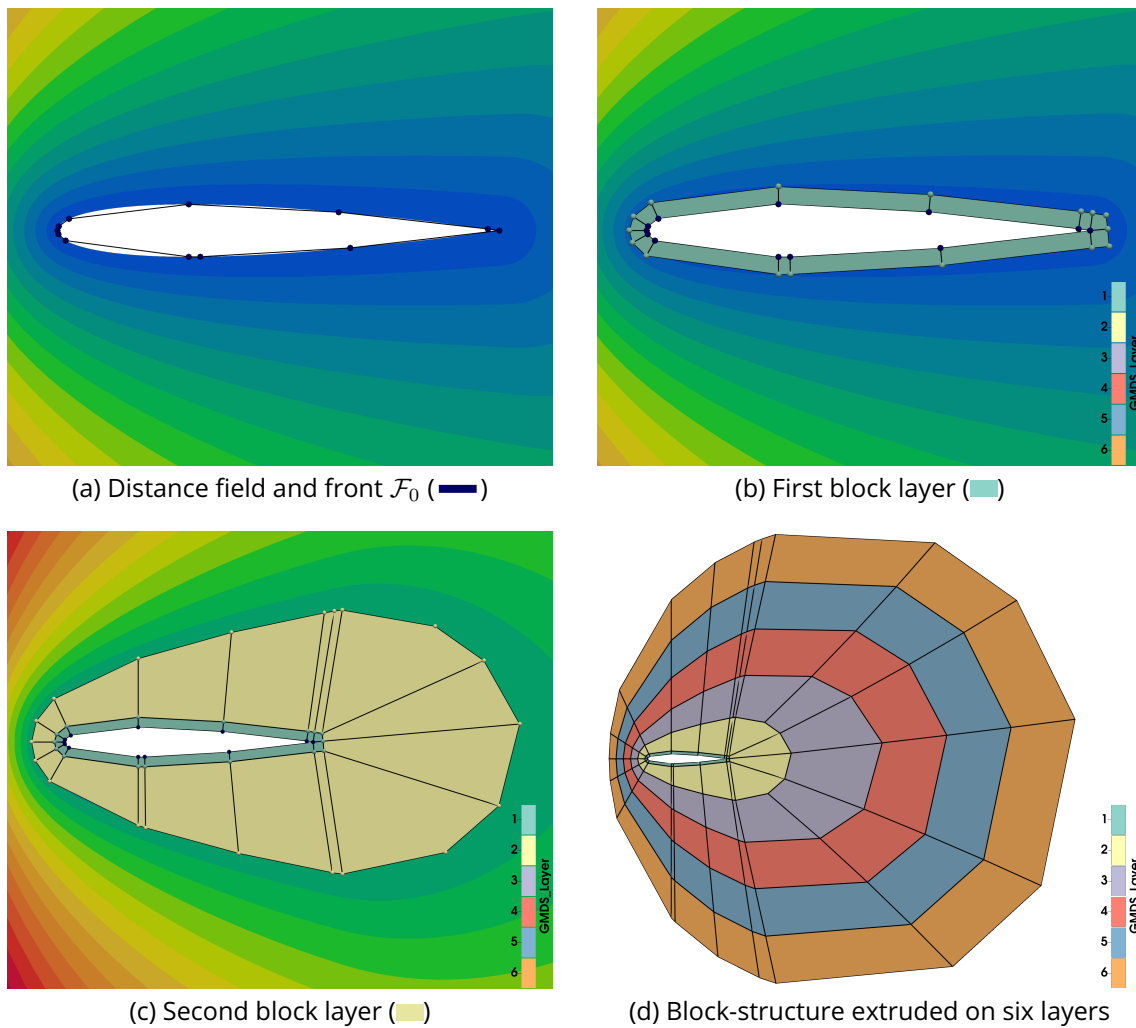 1
2
3
4
5
6
GMDS_Layer
(a) Distance field and front F₀ ( )
(b) First block layer ( )
1
2
3
4
5
6
GMDS_Layer
1
2
3
4
5
6
GMDS_Layer
(c) Second block layer ( )
(d) Block-structure extruded on six layers